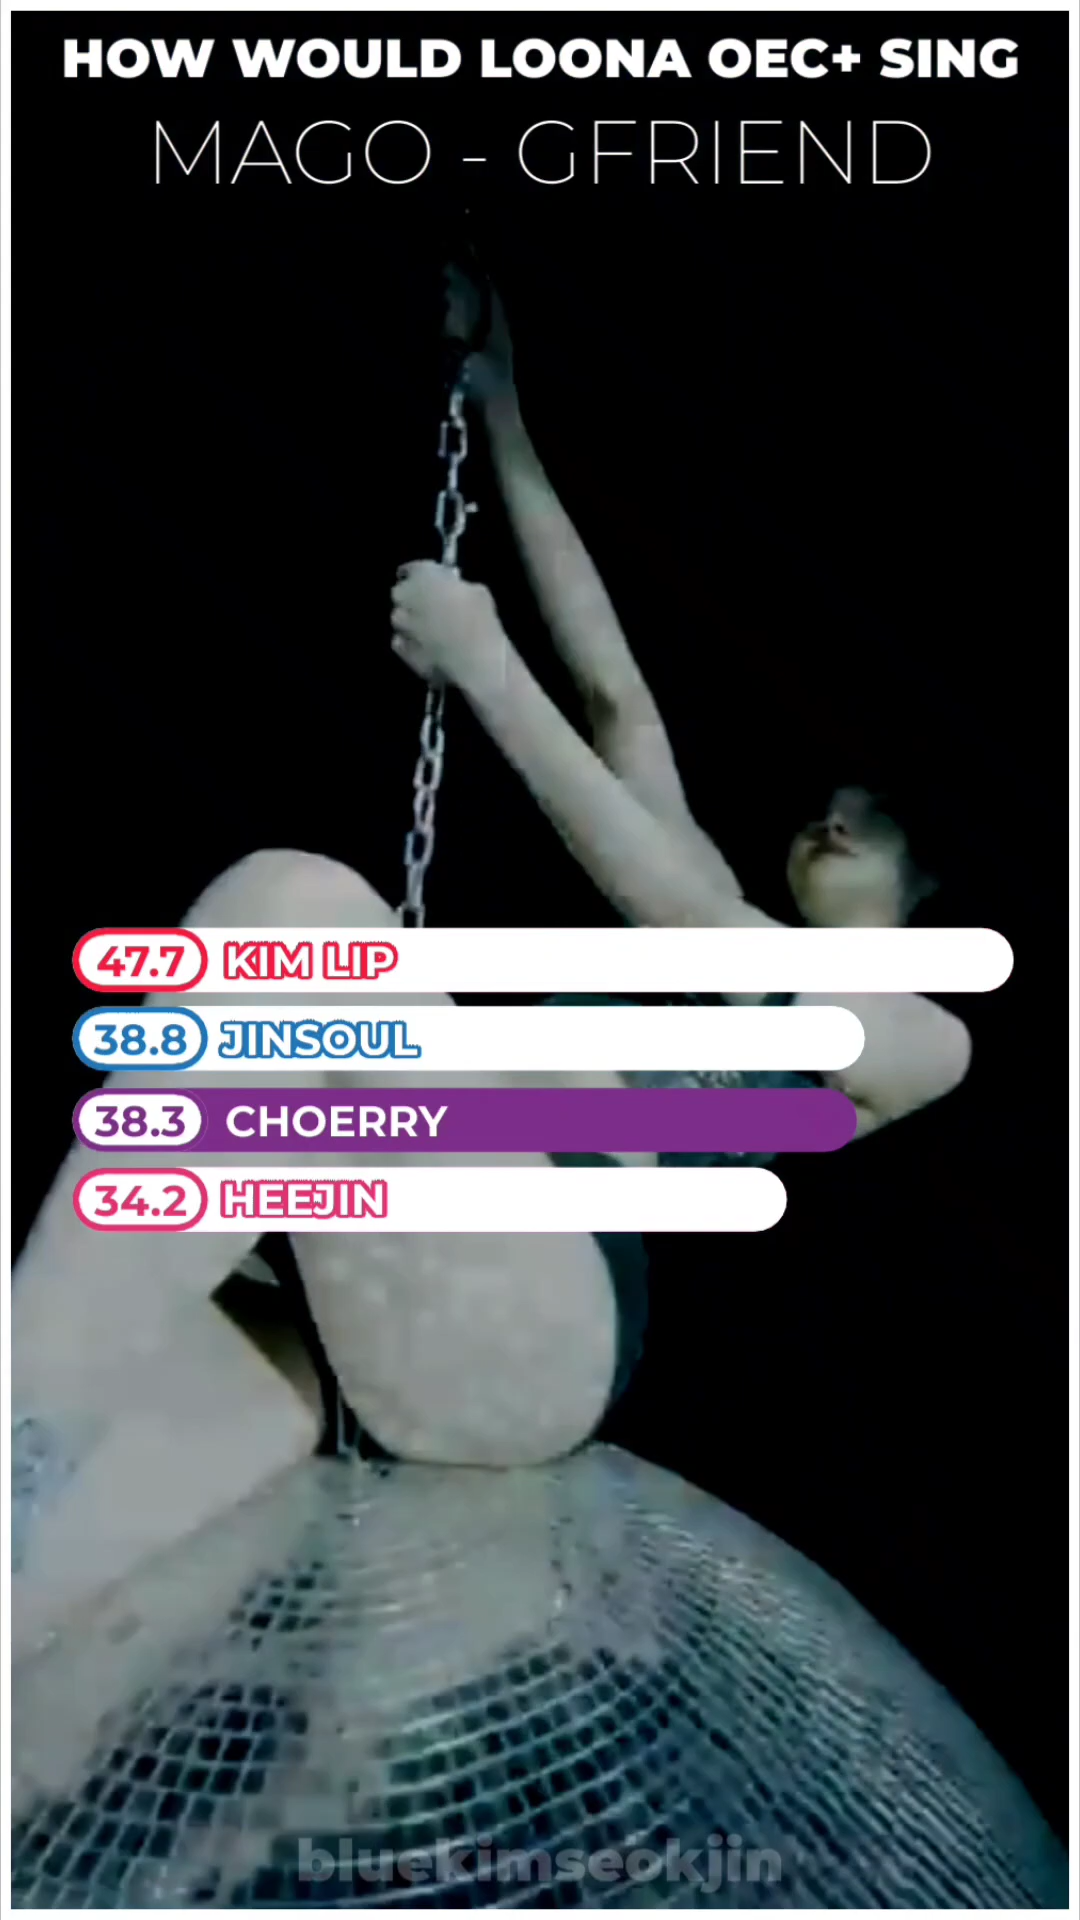 HOW WOULD LOONA OEC+ SING
MAGO - GFRIEND
47.7 KIM LIP
38.8 JINSOUL
38.3 CHOERRY
34.2 HEEJIN
bluekimseokjin